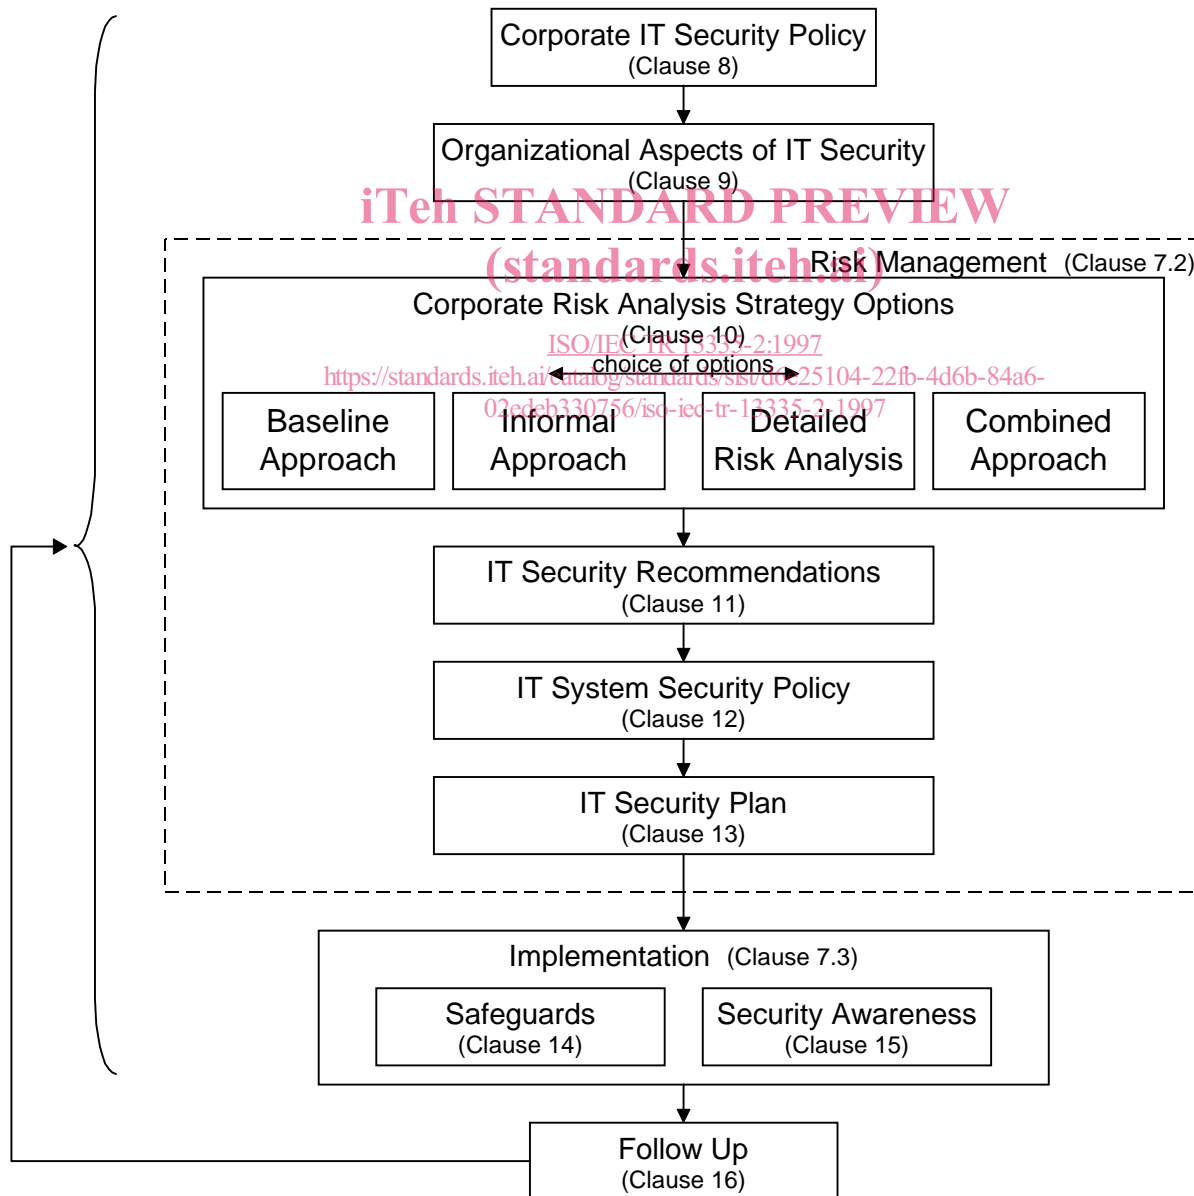 Corporate IT Security Policy
(Clause 8)
Organizational Aspects of IT Security
(Clause 9)
iTeh STANDARD PREVIEW
(standards.iteh.ai)
Risk Management (Clause 7.2)
Corporate Risk Analysis Strategy Options
(Clause 10)
ISO/IEC TR 13335-2:1997
choice of options
https://standards.iteh.ai/catalog/standards/sist/d6c25104-22fb-4d6b-84a6-
02edeb330756/iso-iec-tr-13335-2-1997
Baseline
Approach
Informal
Approach
Detailed
Risk Analysis
Combined
Approach
IT Security Recommendations
(Clause 11)
IT System Security Policy
(Clause 12)
IT Security Plan
(Clause 13)
Implementation (Clause 7.3)
Safeguards
(Clause 14)
Security Awareness
(Clause 15)
Follow Up
(Clause 16)